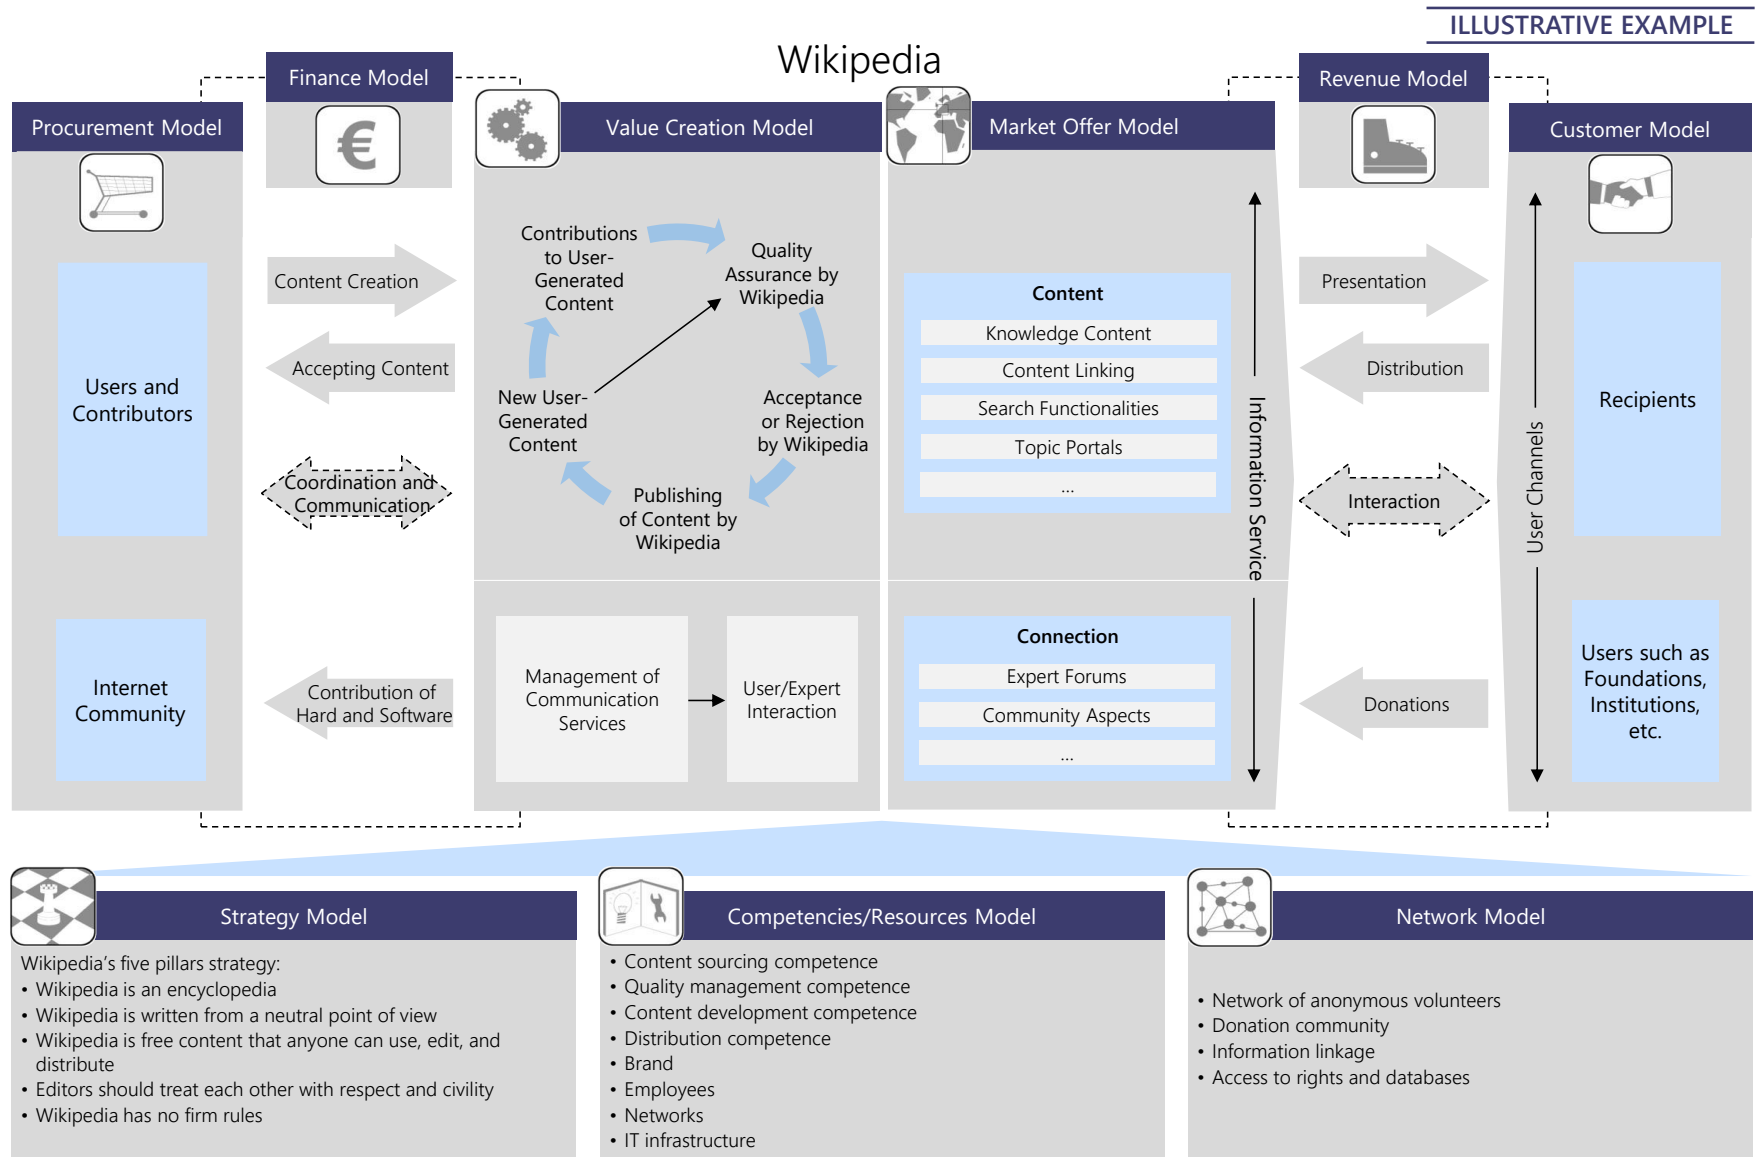 ILLUSTRATIVE EXAMPLE
Wikipedia
Finance Model
Revenue Model
Procurement Model
Value Creation Model
Market Offer Model
Customer Model
€
Users and
Contributors
Internet
Community
Content Creation
Accepting Content
Coordination and
Communication
Contribution of
Hard and Software
Contributions
to User-
Generated
Content
Quality
Assurance by
Wikipedia
Acceptance
or Rejection
by Wikipedia
Publishing
of Content by
Wikipedia
New User-
Generated
Content
Management of
Communication
Services
User/Expert
Interaction
Content
Knowledge Content
Content Linking
Search Functionalities
Topic Portals
...
Connection
Expert Forums
Community Aspects
...
Information Service
Presentation
Distribution
Interaction
Donations
User Channels
Recipients
Users such as
Foundations,
Institutions,
etc.
Strategy Model
Wikipedia’s five pillars strategy:
• Wikipedia is an encyclopedia
• Wikipedia is written from a neutral point of view
• Wikipedia is free content that anyone can use, edit, and
distribute
• Editors should treat each other with respect and civility
• Wikipedia has no firm rules
Competencies/Resources Model
• Content sourcing competence
• Quality management competence
• Content development competence
• Distribution competence
• Brand
• Employees
• Networks
• IT infrastructure
Network Model
• Network of anonymous volunteers
• Donation community
• Information linkage
• Access to rights and databases